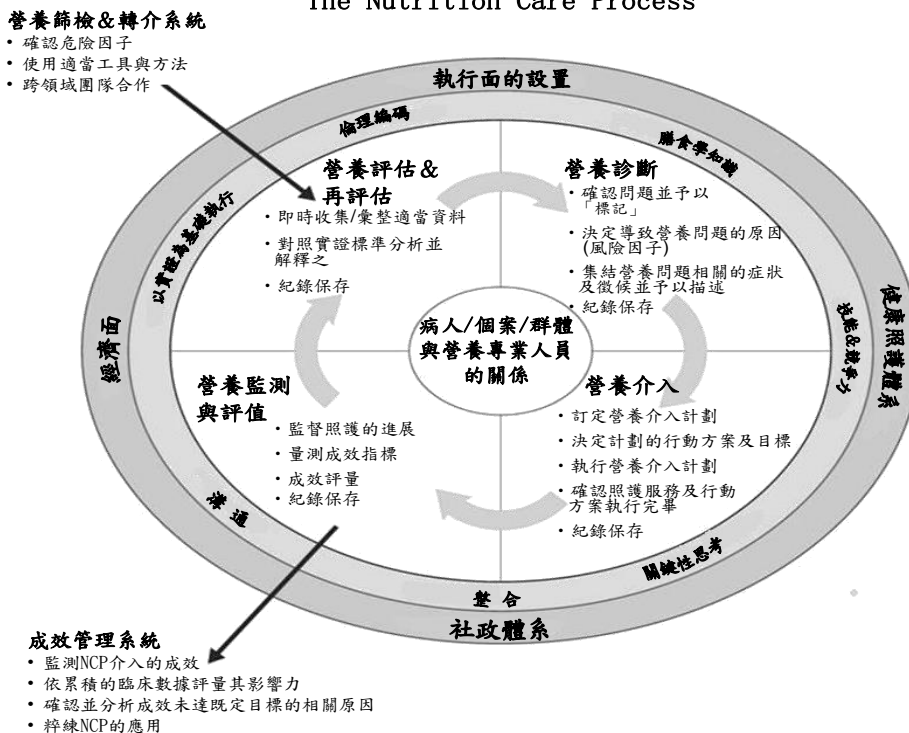 The Nutrition Care Process
營養篩檢&轉介系統
• 確認危險因子
• 使用適當工具與方法
• 跨領域團隊合作
執行面的設置
倫理編碼
膳食學知識
營養評估&
再評估
• 即時收集/彙整適當資料
• 對照實證標準分析並
解釋之
• 紀錄保存
營養診斷
• 確認問題並予以
「標記」
• 決定導致營養問題的原因
(風險因子)
• 集結營養問題相關的症狀
及徵候並予以描述
• 紀錄保存
以實證為基礎執行
經濟面
病人/個案/群體
與營養專業人員
的關係
技能&競爭力
健康照護體系
營養監測
與評值
• 監督照護的進展
• 量測成效指標
• 成效評量
• 紀錄保存
營養介入
• 訂定營養介入計劃
• 決定計劃的行動方案及目標
• 執行營養介入計劃
• 確認照護服務及行動
方案執行完畢
• 紀錄保存
溝通
整合
關鍵性思考
社政體系
成效管理系統
• 監測NCP介入的成效
• 依累積的臨床數據評量其影響力
• 確認並分析成效未達既定目標的相關原因
• 粹練NCP的應用